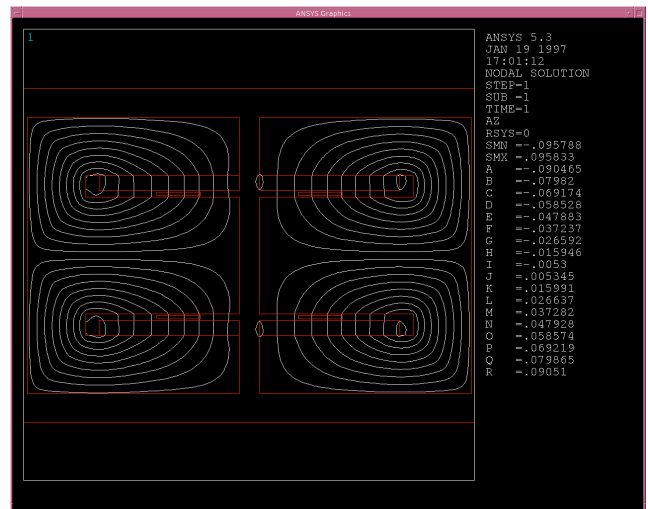 ANSYS Graphics
1
ANSYS 5.3
JAN 19 1997
17:01:12
NODAL SOLUTION
STEP=1
SUB =1
TIME=1
AZ
RSYS=0
SMN =-.095788
SMX =.095833
A =-.090465
B =-.07982
C =-.069174
D =-.058528
E =-.047883
F =-.037237
G =-.026592
H =-.015946
I =-.0053
J =.005345
K =.015991
L =.026637
M =.037282
N =.047928
O =.058574
P =.069219
Q =.079865
R =.09051